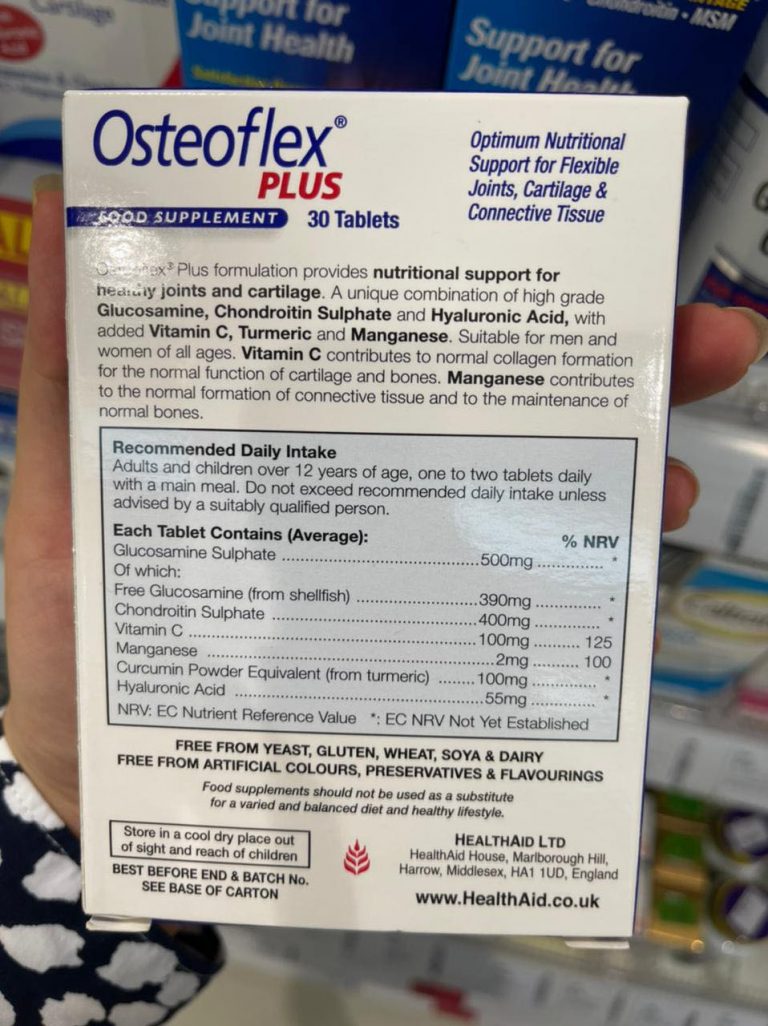 Support for
Joint Health
Cartilage
Chondroitin • MSM
Support for
Joint Health
Osteoflex®
PLUS
FOOD SUPPLEMENT 30 Tablets
Optimum Nutritional
Support for Flexible
Joints, Cartilage &
Connective Tissue
Osteoflex® Plus formulation provides nutritional support for
healthy joints and cartilage. A unique combination of high grade
Glucosamine, Chondroitin Sulphate and Hyaluronic Acid, with
added Vitamin C, Turmeric and Manganese. Suitable for men and
women of all ages. Vitamin C contributes to normal collagen formation
for the normal function of cartilage and bones. Manganese contributes
to the normal formation of connective tissue and to the maintenance of
normal bones.
Recommended Daily Intake
Adults and children over 12 years of age, one to two tablets daily
with a main meal. Do not exceed recommended daily intake unless
advised by a suitably qualified person.
Each Tablet Contains (Average): % NRV
Glucosamine Sulphate ........ 500mg ........ *
Of which:
Free Glucosamine (from shellfish) ........ 390mg ........ *
Chondroitin Sulphate ........ 400mg ........ *
Vitamin C ........ 100mg ........ 125
Manganese ........ 2mg ........ 100
Curcumin Powder Equivalent (from turmeric) ........ 100mg ........ *
Hyaluronic Acid ........ 55mg ........ *
NRV: EC Nutrient Reference Value *: EC NRV Not Yet Established
FREE FROM YEAST, GLUTEN, WHEAT, SOYA & DAIRY
FREE FROM ARTIFICIAL COLOURS, PRESERVATIVES & FLAVOURINGS
Food supplements should not be used as a substitute
for a varied and balanced diet and healthy lifestyle.
Store in a cool dry place out
of sight and reach of children
BEST BEFORE END & BATCH No.
SEE BASE OF CARTON
HEALTHAID LTD
HealthAid House, Marlborough Hill,
Harrow, Middlesex, HA1 1UD, England
www.HealthAid.co.uk